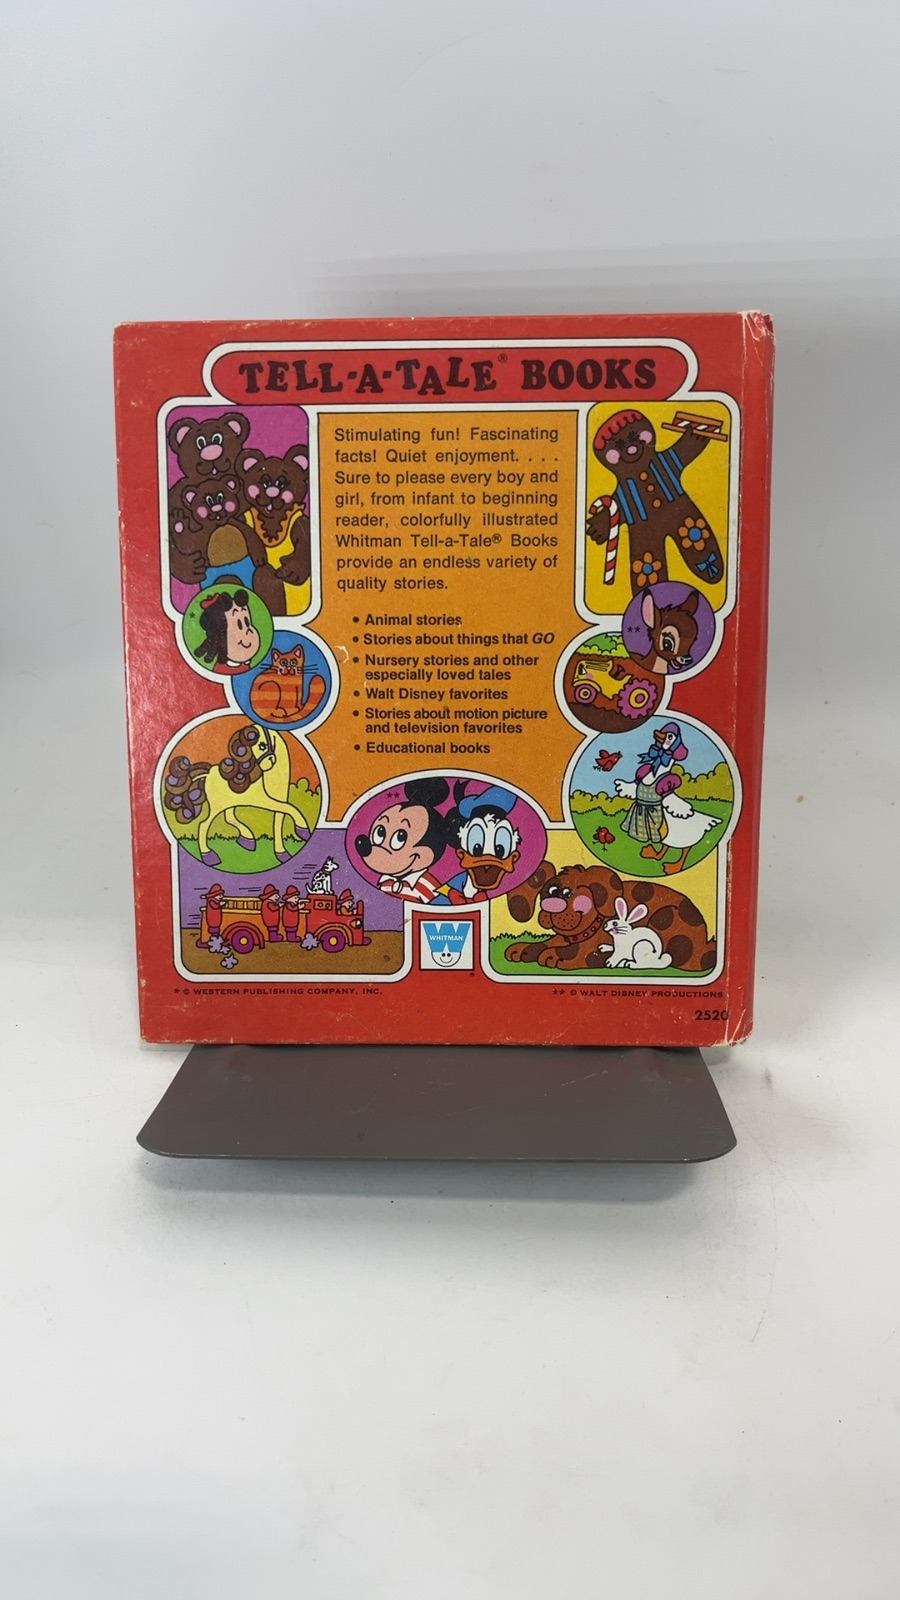 TELL-A-TALE® BOOKS
Stimulating fun! Fascinating
facts! Quiet enjoyment. . . .
Sure to please every boy and
girl, from infant to beginning
reader, colorfully illustrated
Whitman Tell-a-Tale® Books
provide an endless variety of
quality stories.
• Animal stories
• Stories about things that GO
• Nursery stories and other
especially loved tales
• Walt Disney favorites
• Stories about motion picture
and television favorites
• Educational books
*
**
**
W
WHITMAN
* © WESTERN PUBLISHING COMPANY, INC.
** © WALT DISNEY PRODUCTIONS
2520